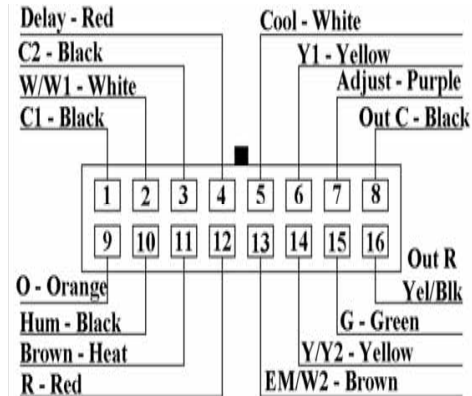 Delay - Red
Cool - White
C2 - Black
Y1 - Yellow
W/W1 - White
Adjust - Purple
C1 - Black
Out C - Black
1 2 3 4 5 6 7 8
9 10 11 12 13 14 15 16
Out R
O - Orange
Yel/Blk
Hum - Black
G - Green
Brown - Heat
Y/Y2 - Yellow
R - Red
EM/W2 - Brown